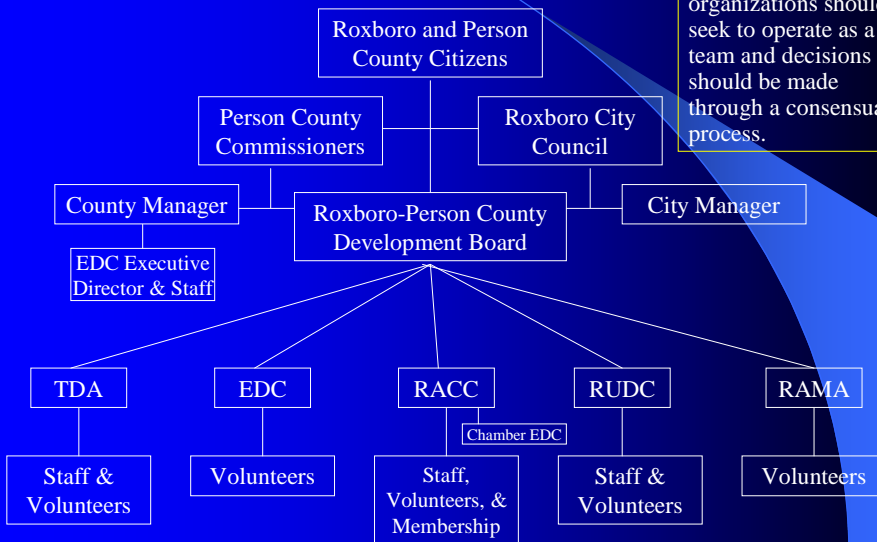 organizations should
seek to operate as a
team and decisions
should be made
through a consensua
process.
Roxboro and Person
County Citizens
Person County
Commissioners
Roxboro City
Council
County Manager
Roxboro-Person County
Development Board
City Manager
EDC Executive
Director & Staff
TDA
EDC
RACC
RUDC
RAMA
Chamber EDC
Staff &
Volunteers
Volunteers
Staff,
Volunteers, &
Membership
Staff &
Volunteers
Volunteers